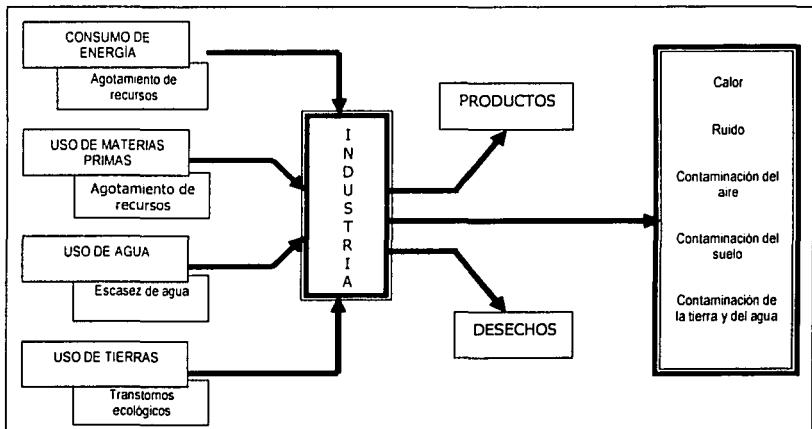 CONSUMO DE
ENERGÍA
Agotamiento de
recursos
USO DE MATERIAS
PRIMAS
Agotamiento de
recursos
USO DE AGUA
Escasez de agua
USO DE TIERRAS
Transtornos
ecológicos
INDUSTRIA
PRODUCTOS
DESECHOS
Calor
Ruido
Contaminación del
aire
Contaminación del
suelo
Contaminación de
la tierra y del agua